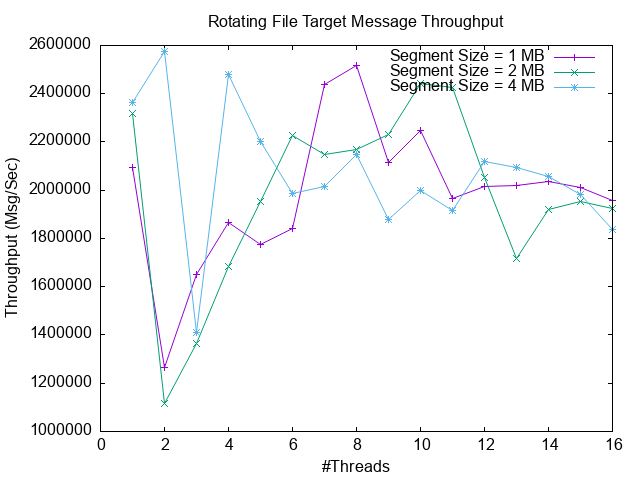 Rotating File Target Message Throughput
2600000
2400000
2200000
2000000
1800000
1600000
1400000
1200000
1000000
Throughput (Msg/Sec)
Segment Size = 1 MB
Segment Size = 2 MB
Segment Size = 4 MB
0 2 4 6 8 10 12 14 16
#Threads